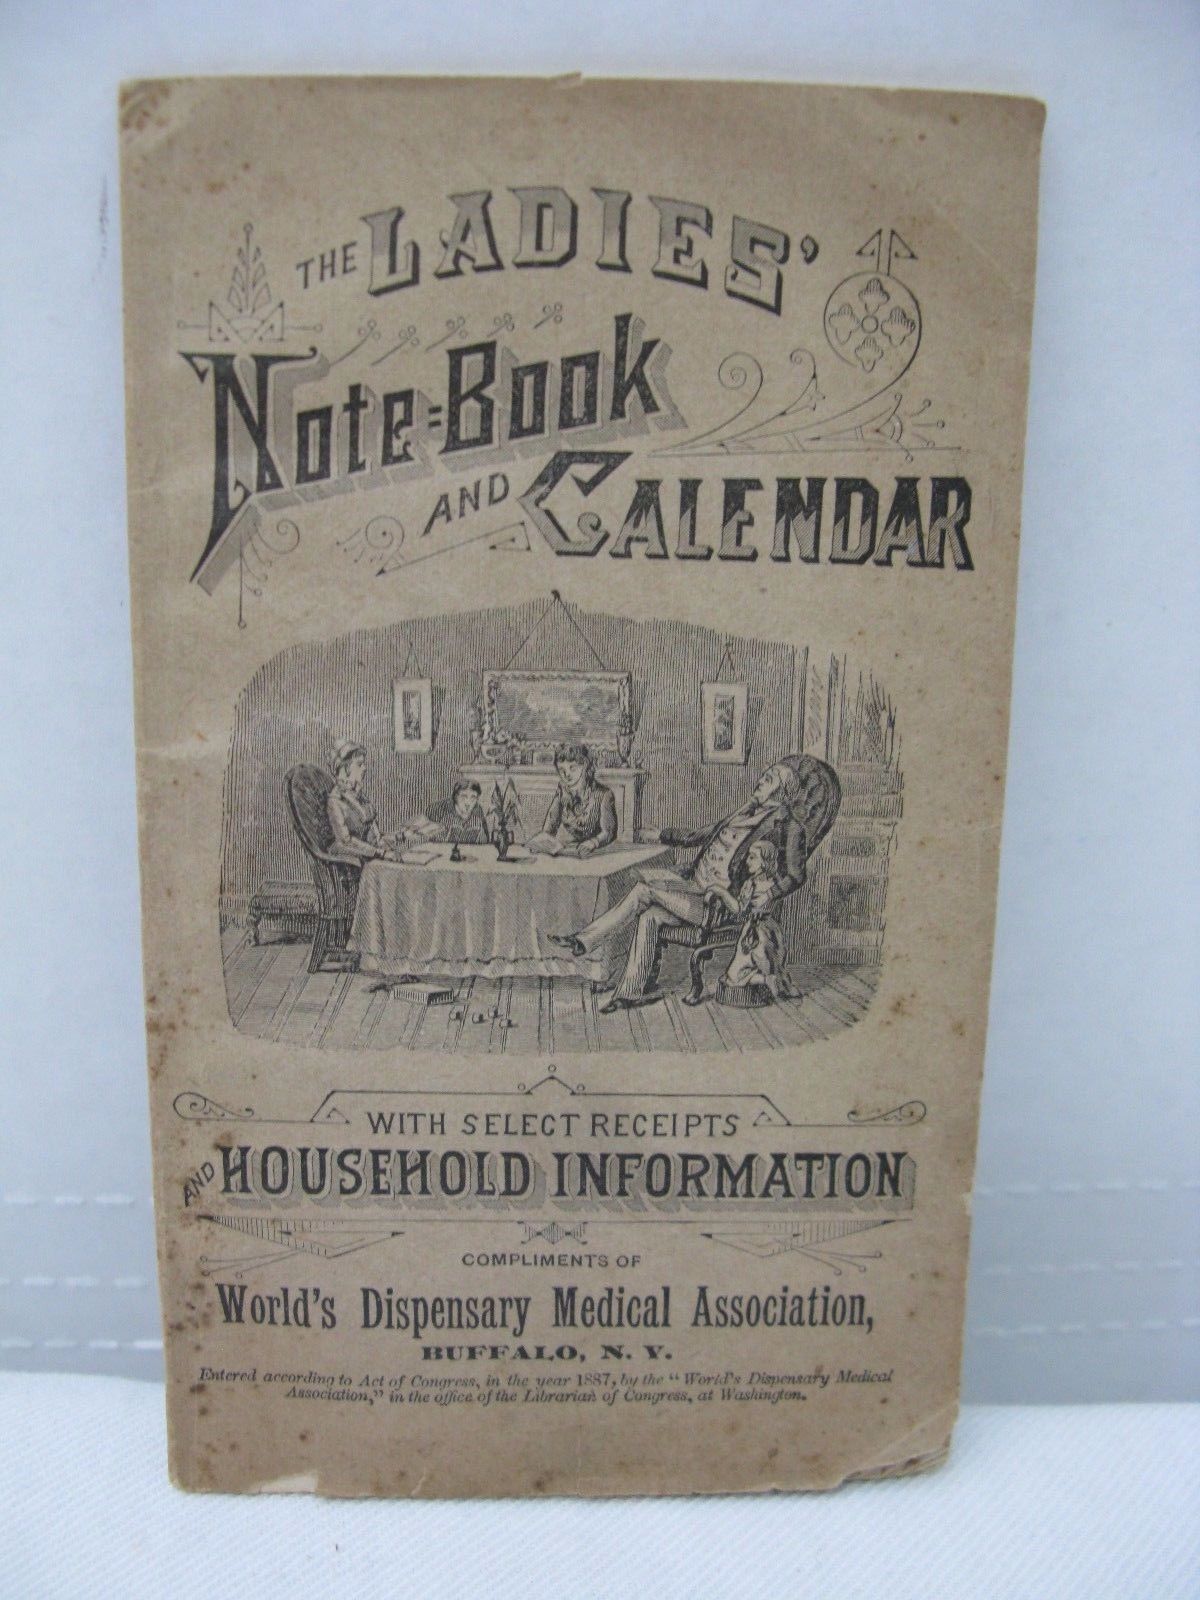 THE LADIES'
Note=Book
AND CALENDAR
WITH SELECT RECEIPTS
AND HOUSEHOLD INFORMATION
COMPLIMENTS OF
World's Dispensary Medical Association,
BUFFALO, N. Y.
Entered according to Act of Congress, in the year 1887, by the "World's Dispensary Medical
Association," in the office of the Librarian of Congress, at Washington.